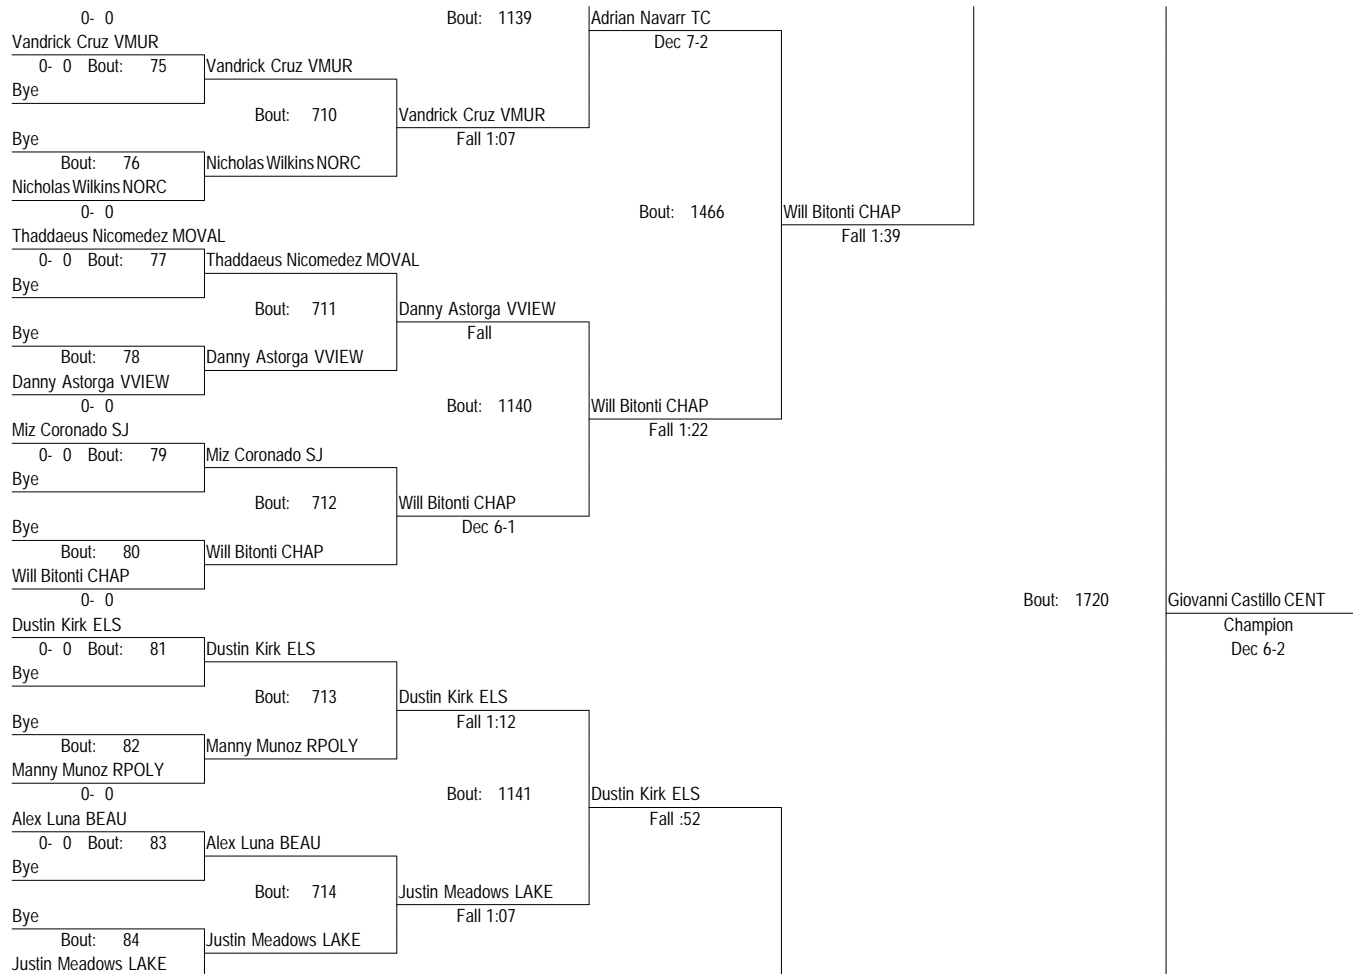 0- 0 Bout: 1139 Adrian Navarr TC
Vandrick Cruz VMUR Dec 7-2
0- 0 Bout: 75 Vandrick Cruz VMUR
Bye
Bout: 710 Vandrick Cruz VMUR
Bye Fall 1:07
Bout: 76 Nicholas Wilkins NORC
Nicholas Wilkins NORC
0- 0 Bout: 1466 Will Bitonti CHAP
Thaddaeus Nicomedez MOVAL Fall 1:39
0- 0 Bout: 77 Thaddaeus Nicomedez MOVAL
Bye
Bout: 711 Danny Astorga VVIEW
Bye Fall
Bout: 78 Danny Astorga VVIEW
Danny Astorga VVIEW
0- 0 Bout: 1140 Will Bitonti CHAP
Miz Coronado SJ Fall 1:22
0- 0 Bout: 79 Miz Coronado SJ
Bye
Bout: 712 Will Bitonti CHAP
Bye Dec 6-1
Bout: 80 Will Bitonti CHAP
Will Bitonti CHAP
0- 0 Bout: 1720 Giovanni Castillo CENT
Dustin Kirk ELS Champion
0- 0 Bout: 81 Dustin Kirk ELS Dec 6-2
Bye
Bout: 713 Dustin Kirk ELS
Bye Fall 1:12
Bout: 82 Manny Munoz RPOLY
Manny Munoz RPOLY
0- 0 Bout: 1141 Dustin Kirk ELS
Alex Luna BEAU Fall :52
0- 0 Bout: 83 Alex Luna BEAU
Bye
Bout: 714 Justin Meadows LAKE
Bye Fall 1:07
Bout: 84 Justin Meadows LAKE
Justin Meadows LAKE